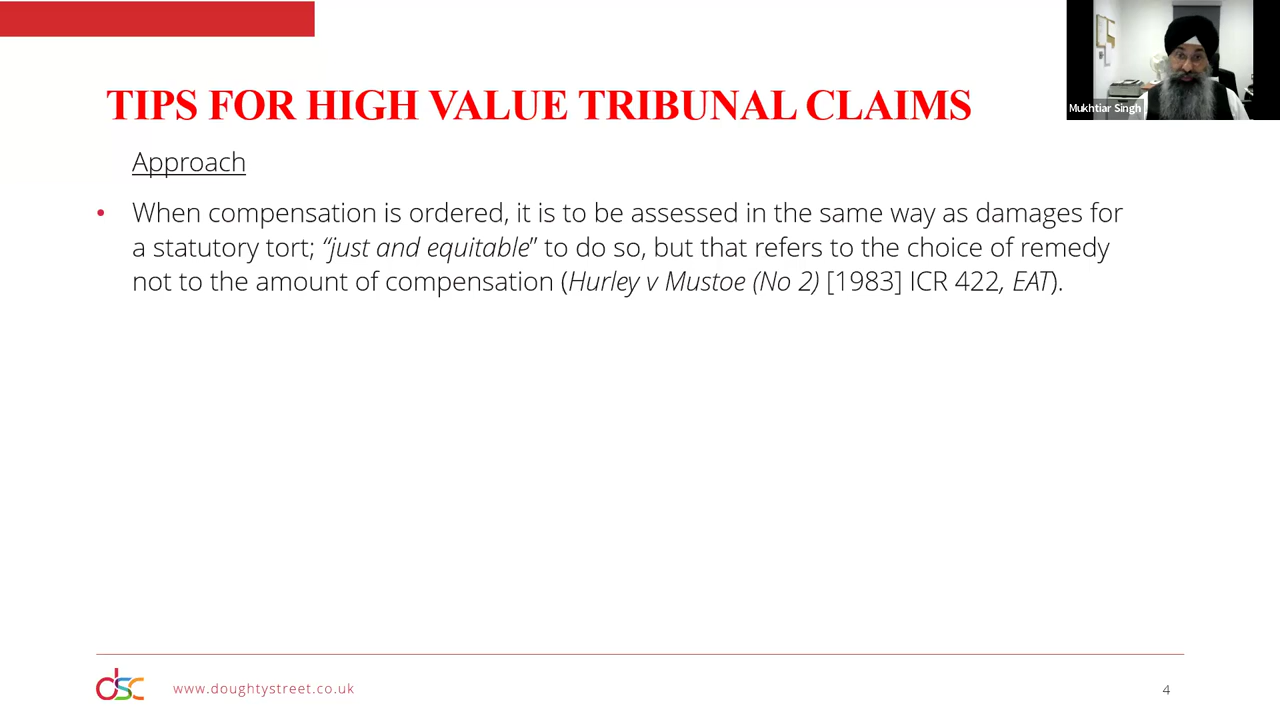 TIPS FOR HIGH VALUE TRIBUNAL CLAIMS
Mukhtiar Singh
Approach
• When compensation is ordered, it is to be assessed in the same way as damages for
a statutory tort; “just and equitable” to do so, but that refers to the choice of remedy
not to the amount of compensation (Hurley v Mustoe (No 2) [1983] ICR 422, EAT).
dsc
www.doughtystreet.co.uk
4